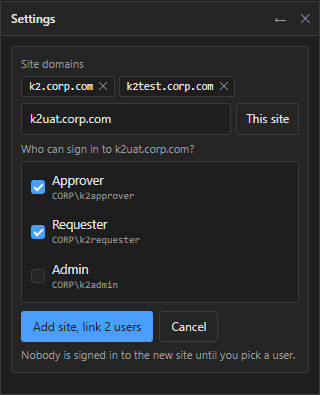 Settings
Site domains
k2.corp.com
k2test.corp.com
k2uat.corp.com
This site
Who can sign in to k2uat.corp.com?
Approver
CORP\k2approver
Requester
CORP\k2requester
Admin
CORP\k2admin
Add site, link 2 users
Cancel
Nobody is signed in to the new site until you pick a user.